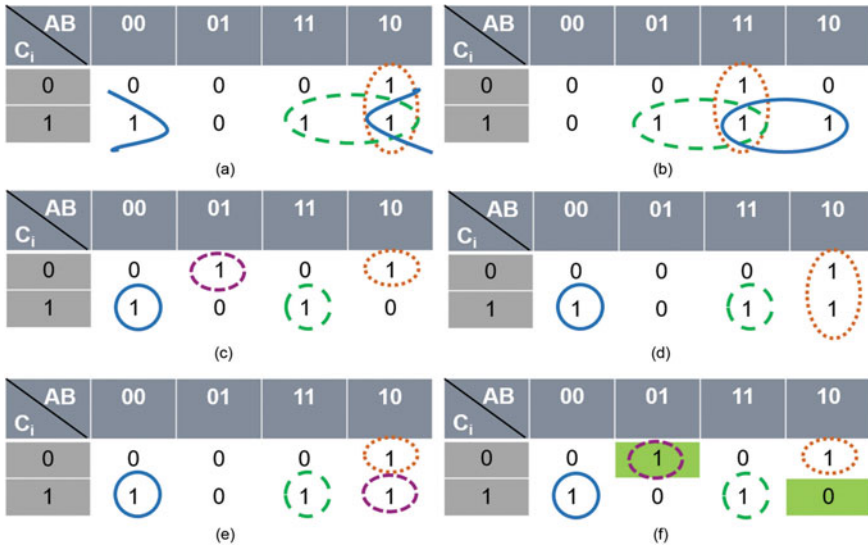 AB 00 01 11 10 AB 00 01 11 10
Ci Ci
0 0 0 0 1 0 0 0 1 0
1 1 0 1 1 1 0 1 1 1
(a) (b)
AB 00 01 11 10 AB 00 01 11 10
Ci Ci
0 0 1 0 1 0 0 0 0 1
1 1 0 1 0 1 1 0 1 1
(c) (d)
AB 00 01 11 10 AB 00 01 11 10
Ci Ci
0 0 0 0 1 0 0 1 0 1
1 1 0 1 1 1 1 0 1 0
(e) (f)